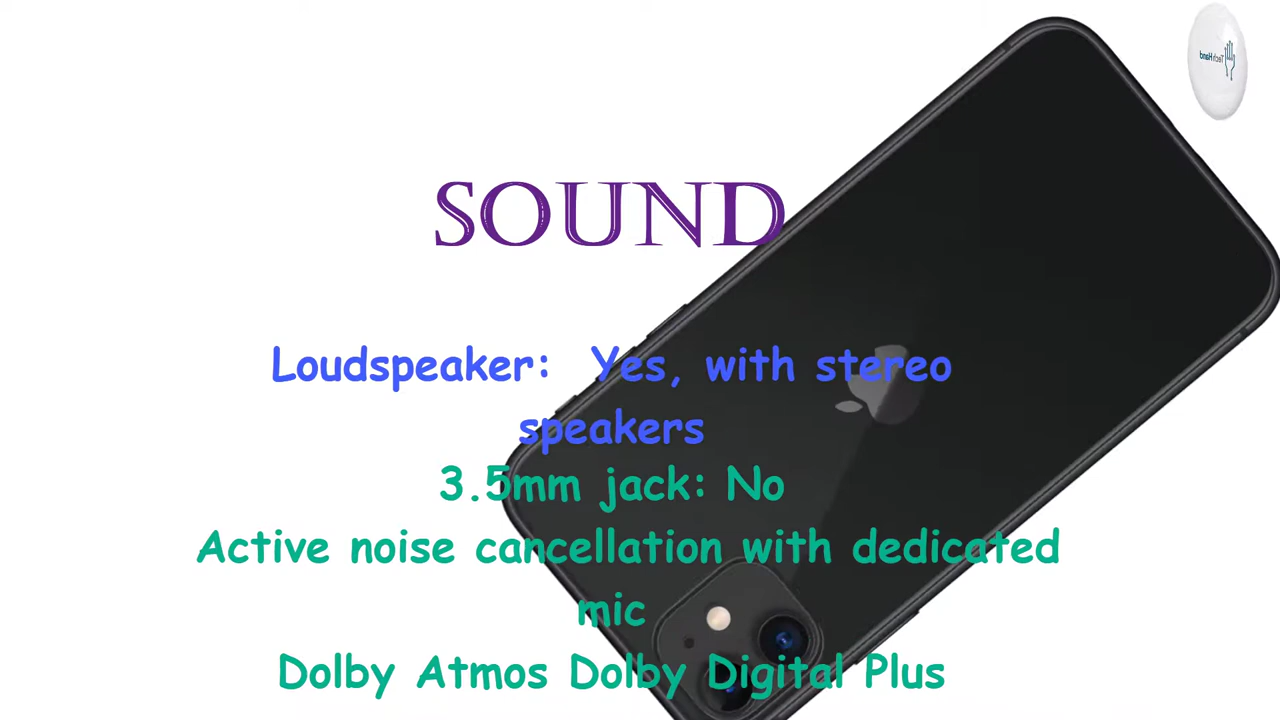 TechHand
SOUND
Loudspeaker: Yes, with stereo
speakers
3.5mm jack: No
Active noise cancellation with dedicated
mic
Dolby Atmos Dolby Digital Plus